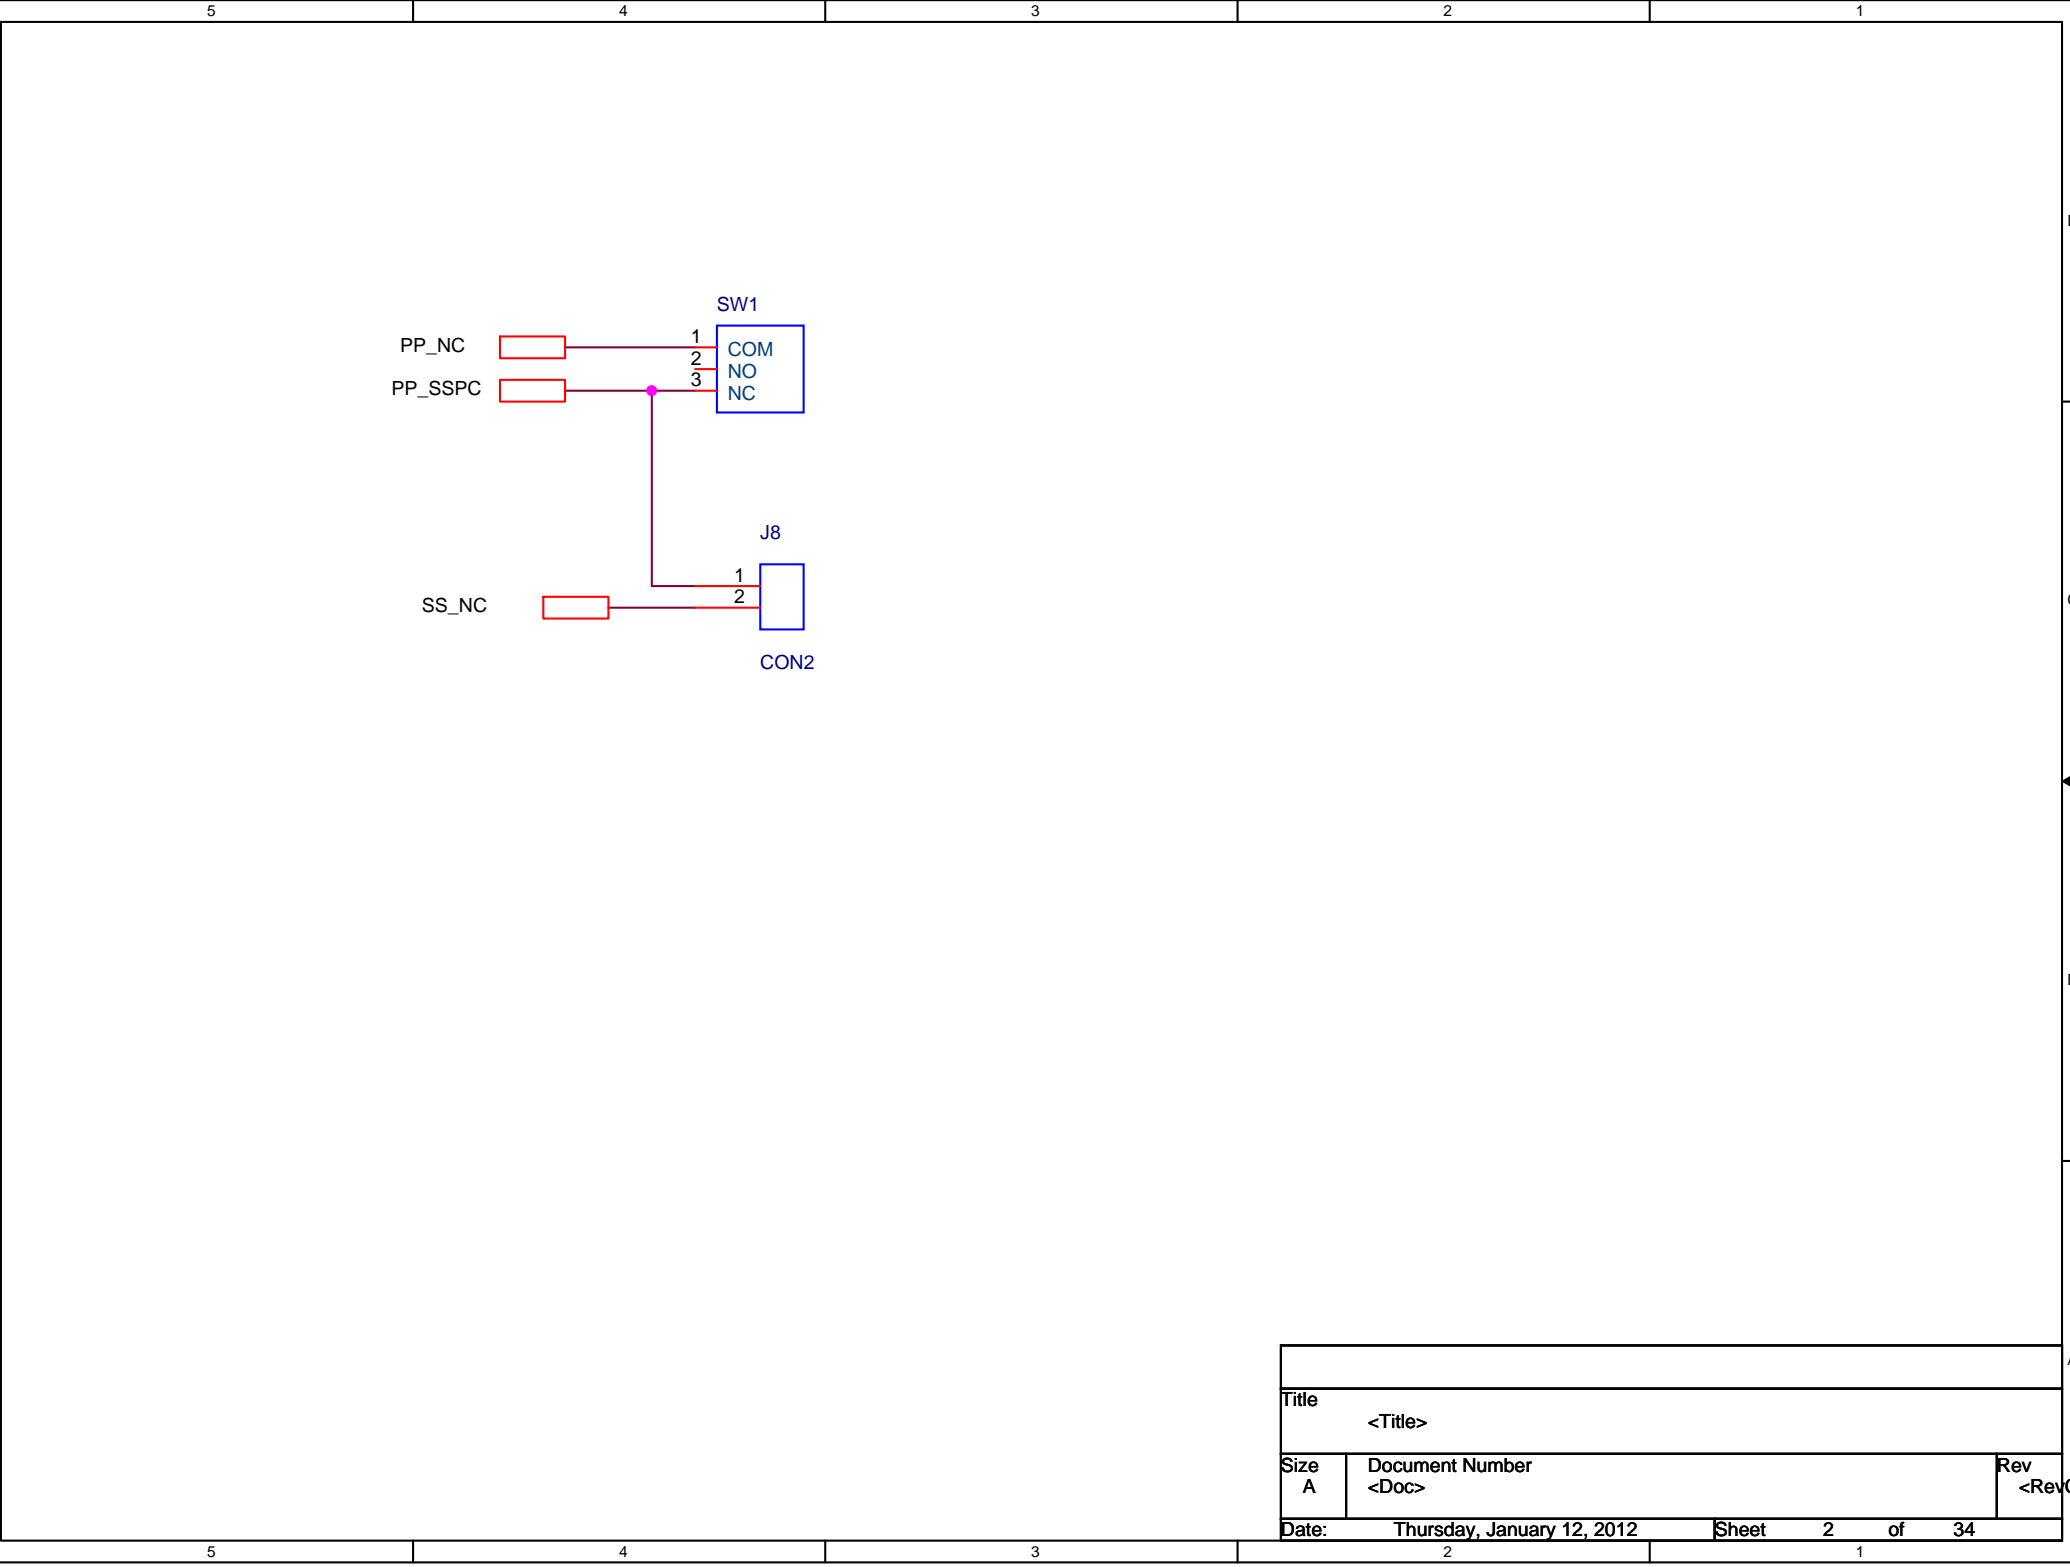 5 4 3 2 1
SW1
PP_NC 1 COM
2 NO
PP_SSPC 3 NC
J8
1
SS_NC 2
CON2
Title
<Title>
Size Document Number Rev
A <Doc>
Date: Thursday, January 12, 2012 Sheet 2 of 34
5 4 3 2 1